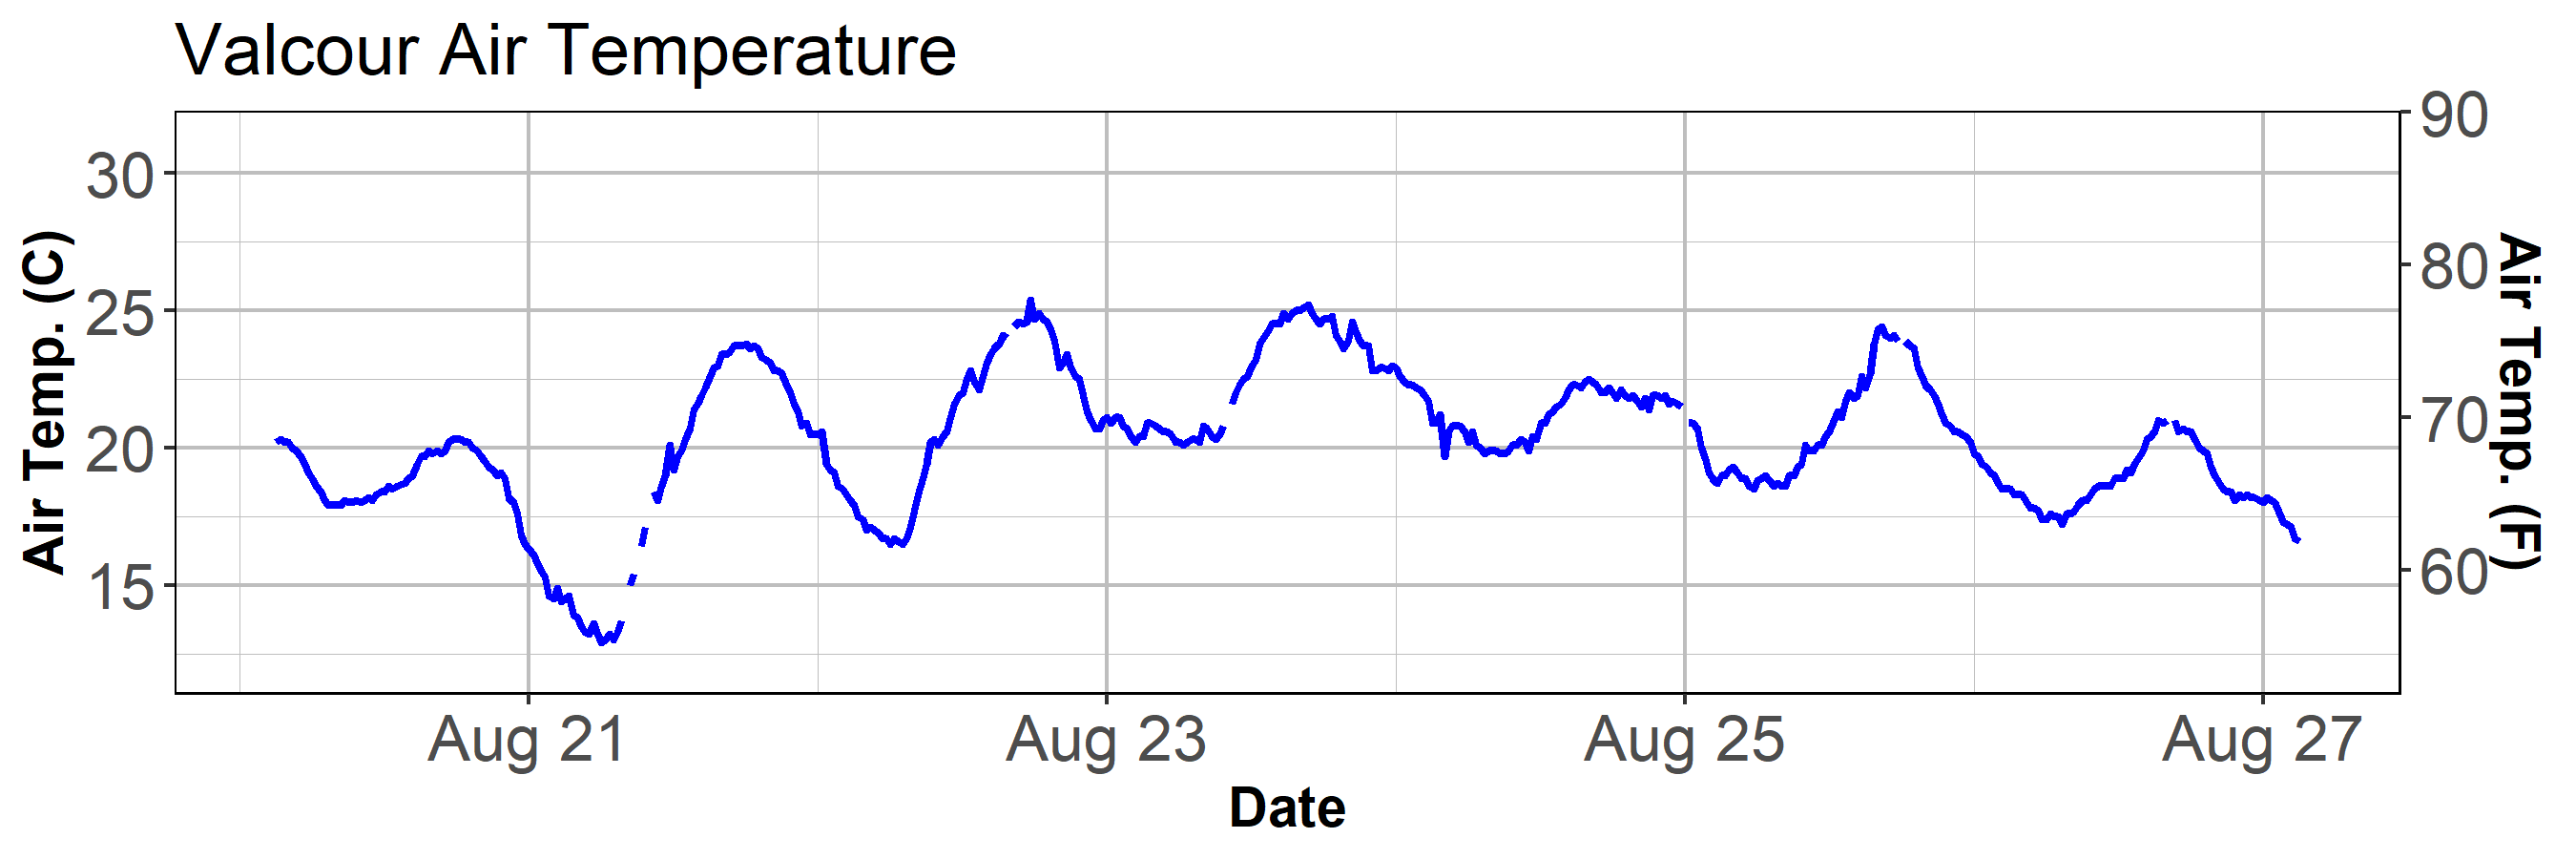 Valcour Air Temperature
Air Temp. (C)
30
25
20
15
90
80
70
60
Air Temp. (F)
Aug 21
Aug 23
Aug 25
Aug 27
Date